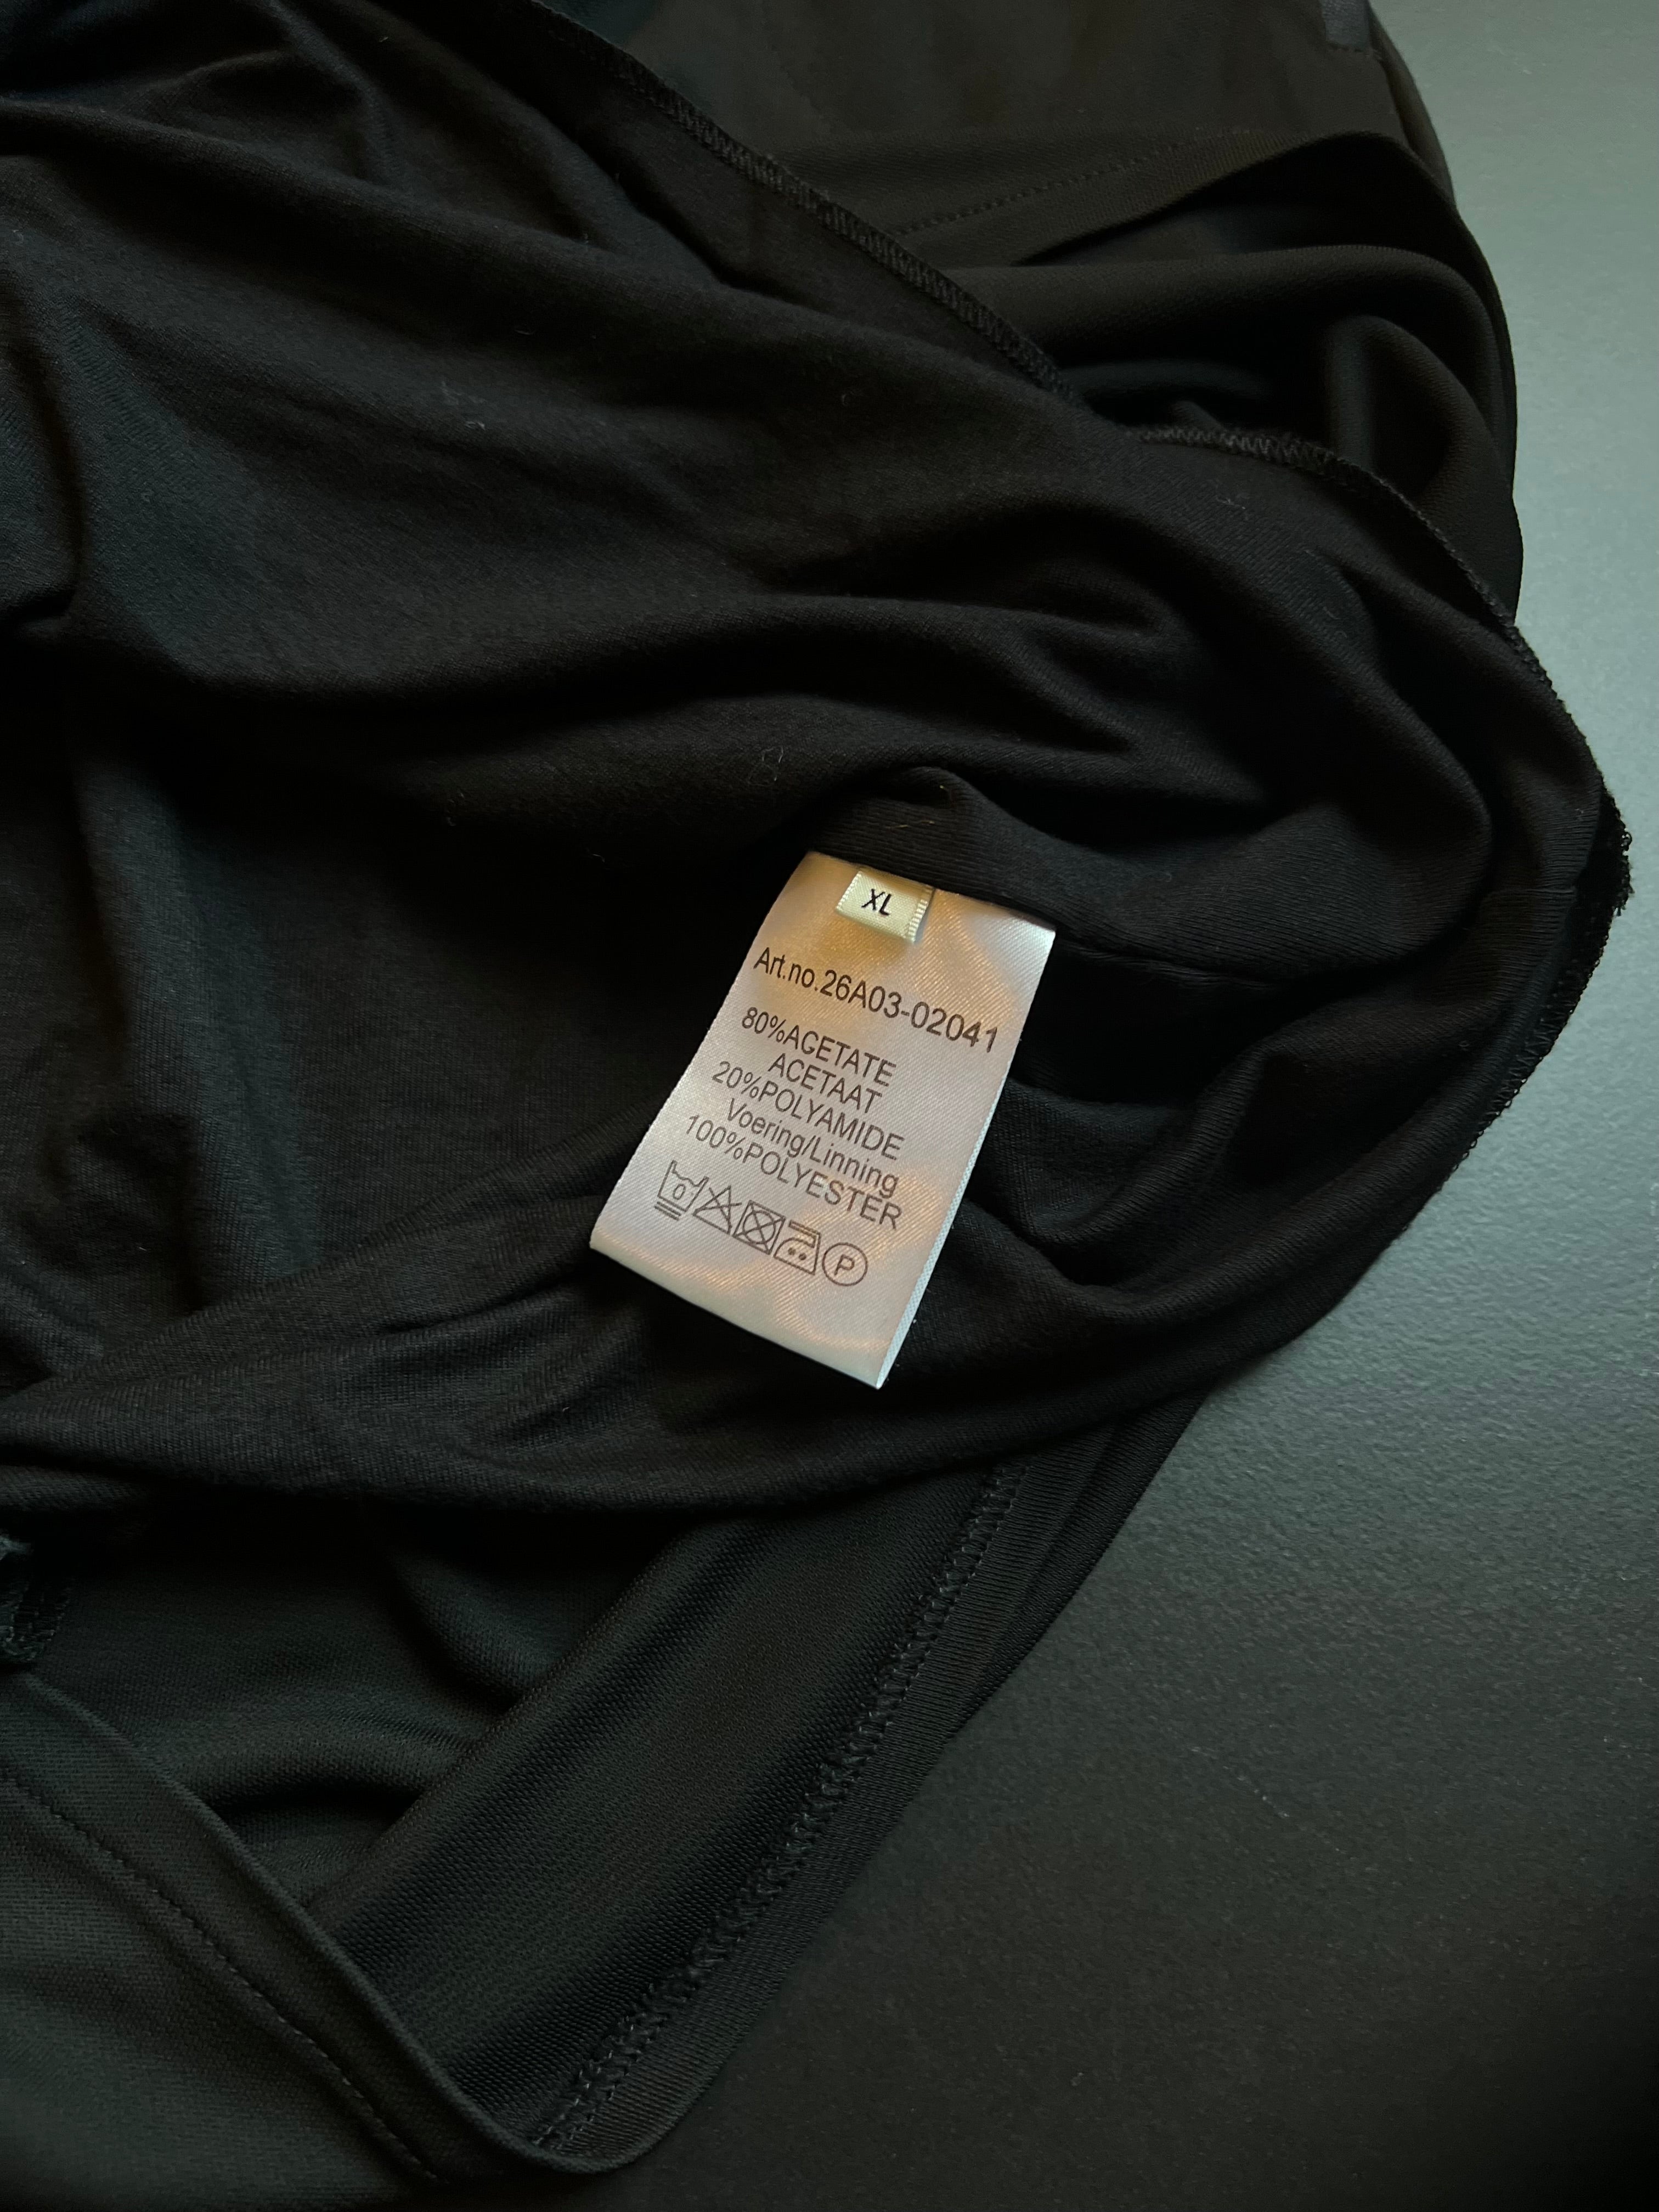 XL
Art.no.26A03-02041
80%ACETATE
ACETAAT
20%POLYAMIDE
Voering/Linning
100%POLYESTER
P